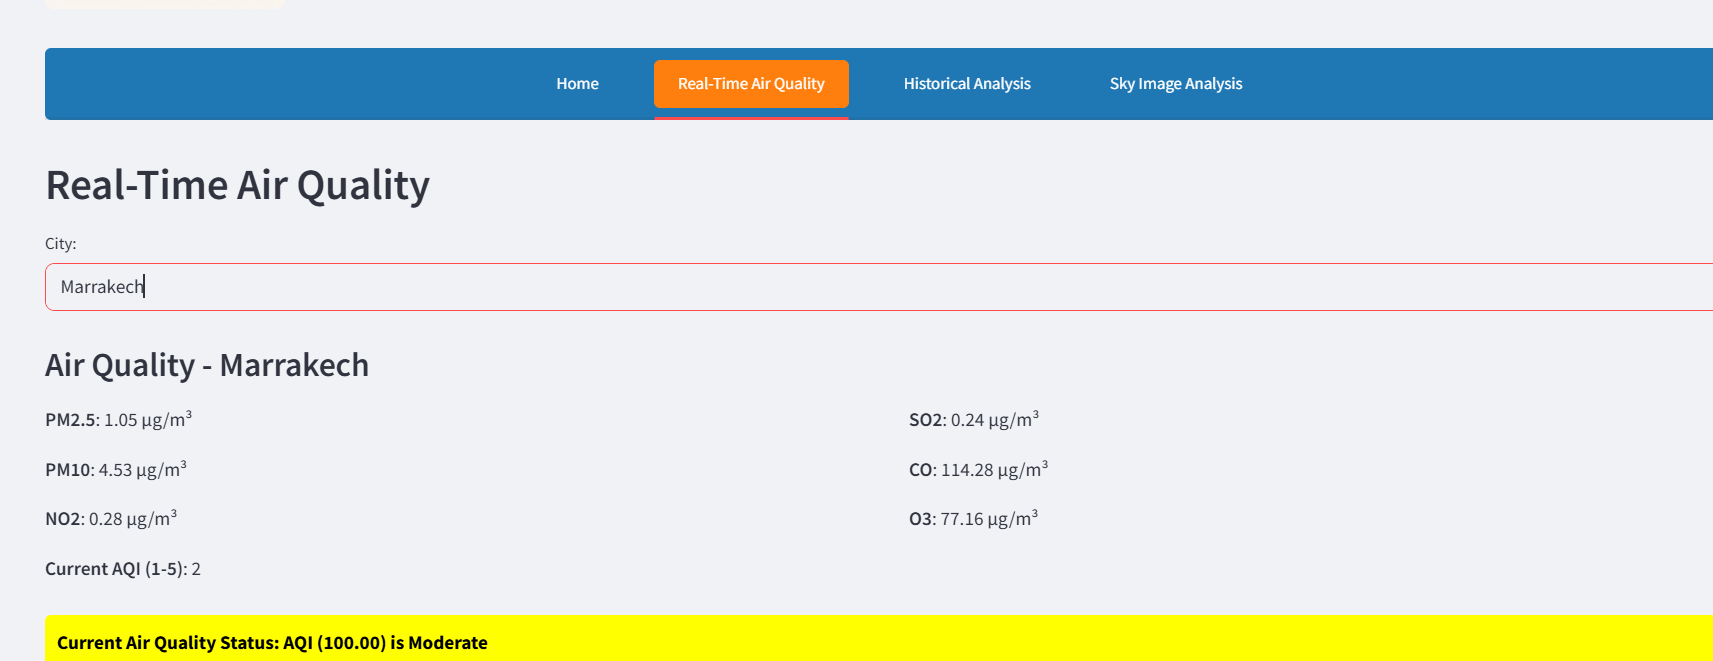 Home Real-Time Air Quality Historical Analysis Sky Image Analysis
Real-Time Air Quality
City:
Marrakech
Air Quality - Marrakech
PM2.5: 1.05 µg/m³
SO2: 0.24 µg/m³
PM10: 4.53 µg/m³
CO: 114.28 µg/m³
NO2: 0.28 µg/m³
O3: 77.16 µg/m³
Current AQI (1-5): 2
Current Air Quality Status: AQI (100.00) is Moderate